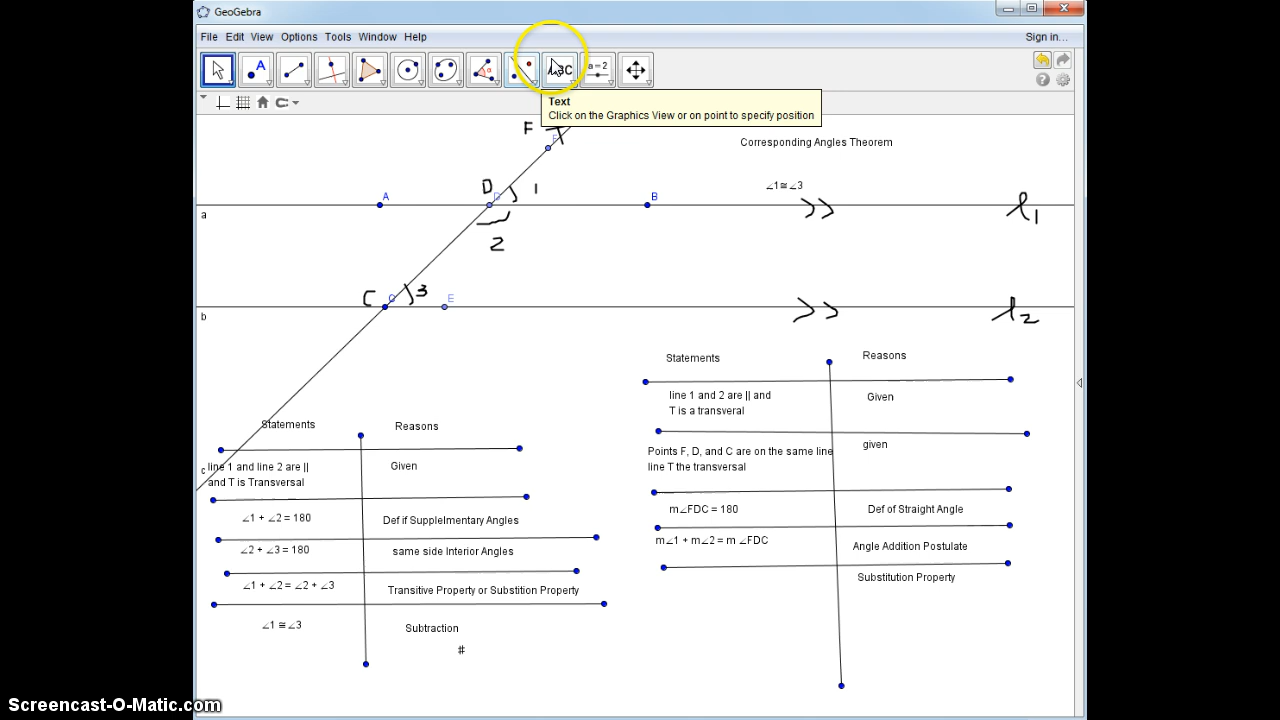 GeoGebra
File Edit View Options Tools Window Help
Sign in...
ABC
a=2
Text
Click on the Graphics View or on point to specify position
F
Corresponding Angles Theorem
∠1≅∠3
A
D
D
1
B
a
l1
2
C
3
E
b
l2
Statements
Reasons
line 1 and 2 are || and
T is a transveral
Given
Points F, D, and C are on the same line
line T the transversal
given
m∠FDC = 180
Def of Straight Angle
m∠1 + m∠2 = m ∠FDC
Angle Addition Postulate
Substitution Property
Statements
Reasons
c
line 1 and line 2 are ||
and T is Transversal
Given
∠1 + ∠2 = 180
Def if Supplelmentary Angles
∠2 + ∠3 = 180
same side Interior Angles
∠1 + ∠2 = ∠2 + ∠3
Transitive Property or Substition Property
∠1 ≅ ∠3
Subtraction
#
Screencast-O-Matic.com